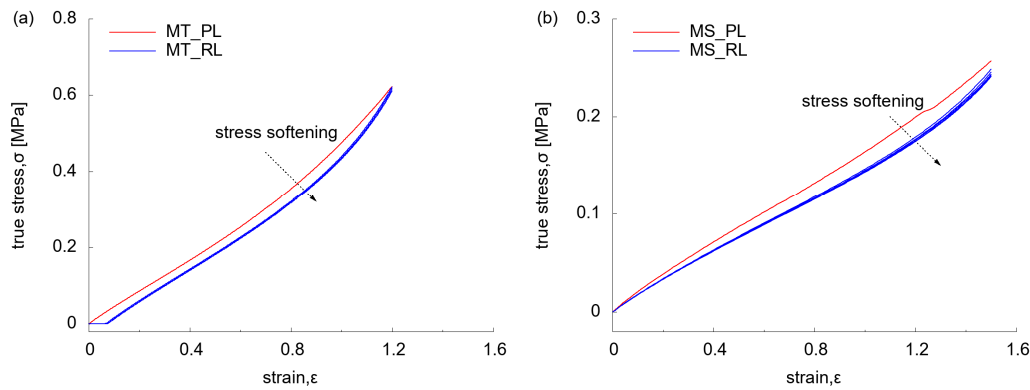 (a)
0.8
MT_PL
MT_RL
0.6
stress softening
0.4
true stress,σ [MPa]
0.2
0
0
0.4
0.8
1.2
1.6
strain,ε
(b)
0.3
MS_PL
MS_RL
stress softening
0.2
true stress,σ [MPa]
0.1
0
0
0.4
0.8
1.2
1.6
strain,ε